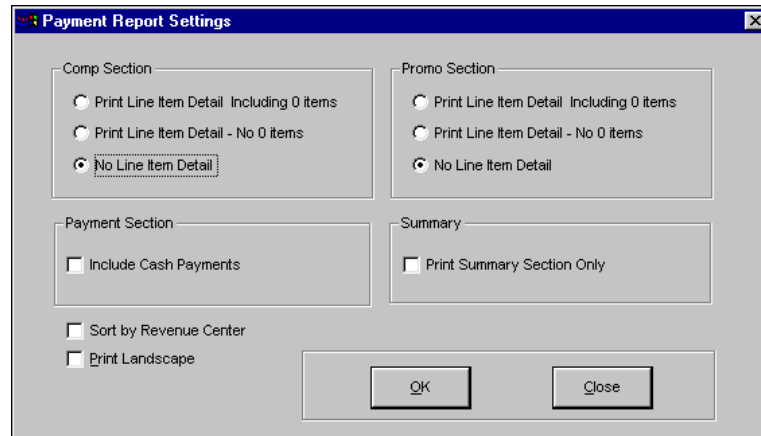 Payment Report Settings
Comp Section
Print Line Item Detail Including 0 items
Print Line Item Detail - No 0 items
No Line Item Detail
Promo Section
Print Line Item Detail Including 0 items
Print Line Item Detail - No 0 items
No Line Item Detail
Payment Section
Include Cash Payments
Summary
Print Summary Section Only
Sort by Revenue Center
Print Landscape
OK
Close